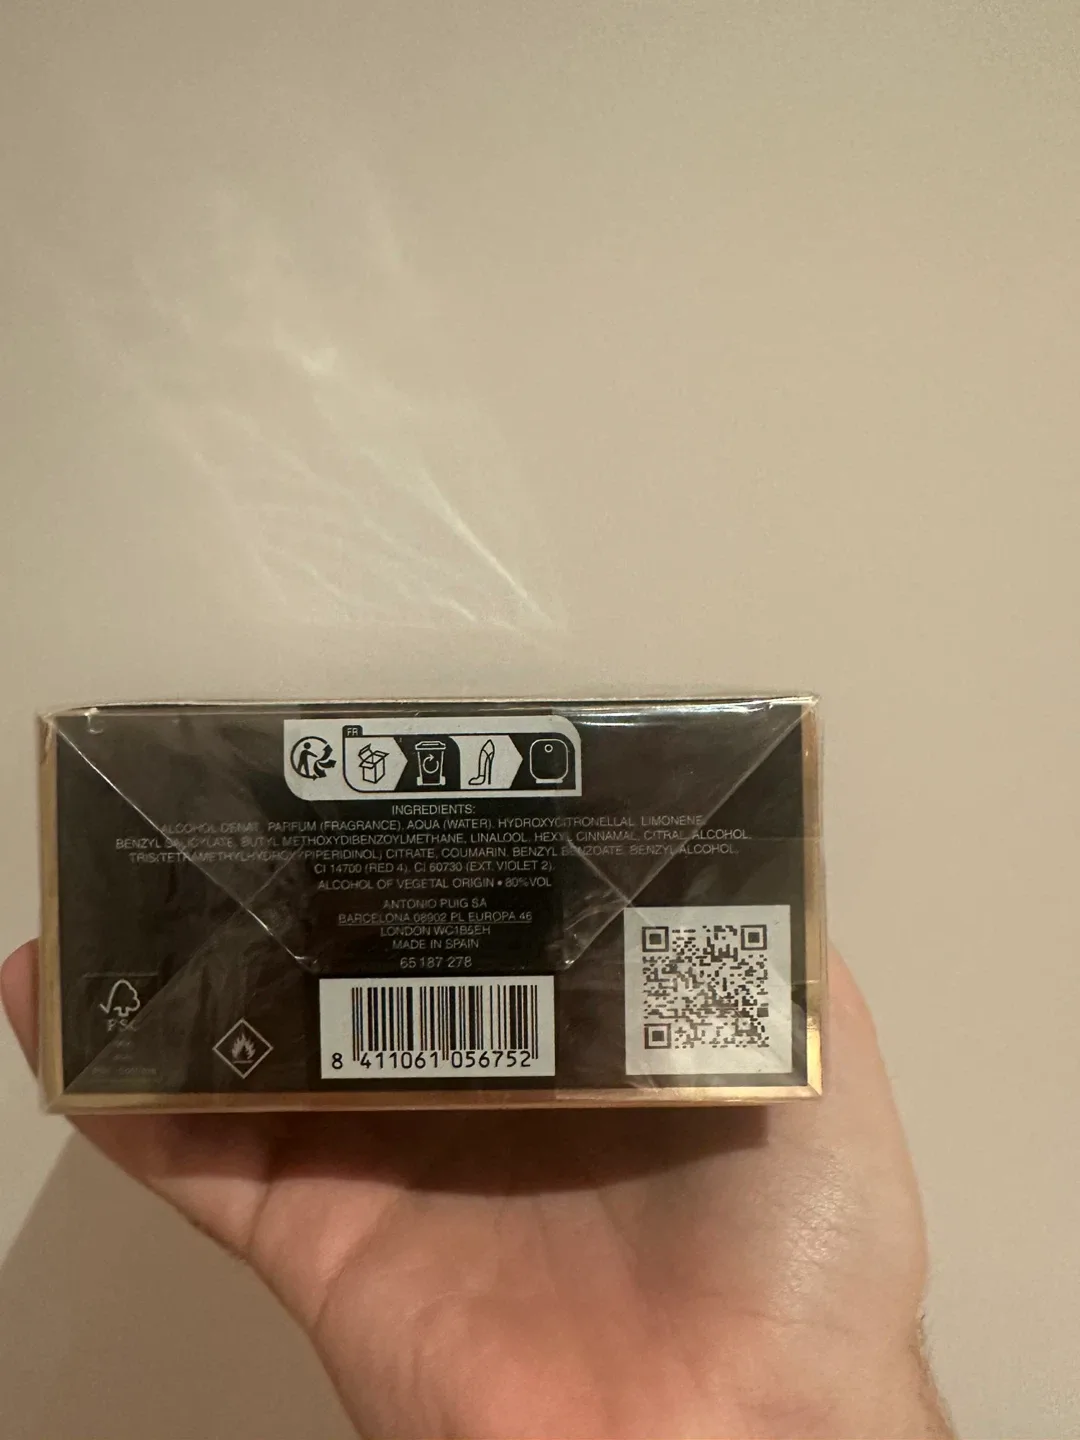 FR
INGREDIENTS:
ALCOHOL DENAT, PARFUM (FRAGRANCE), AQUA (WATER), HYDROXYCITRONELLAL, LIMONENE,
BENZYL SALICYLATE, BUTYL METHOXYDIBENZOYLMETHANE, LINALOOL, HEXYL CINNAMAL, CITRAL, ALCOHOL,
TRIS(TETRAMETHYLHYDROXYPIPERIDINOL) CITRATE, COUMARIN, BENZYL BENZOATE, BENZYL ALCOHOL,
CI 14700 (RED 4), CI 60730 (EXT. VIOLET 2).
ALCOHOL OF VEGETAL ORIGIN • 80%VOL
ANTONIO PUIG SA
BARCELONA 08902 PL EUROPA 46
LONDON WC1B5EH
MADE IN SPAIN
65 187 278
FSC
8 411061 056752